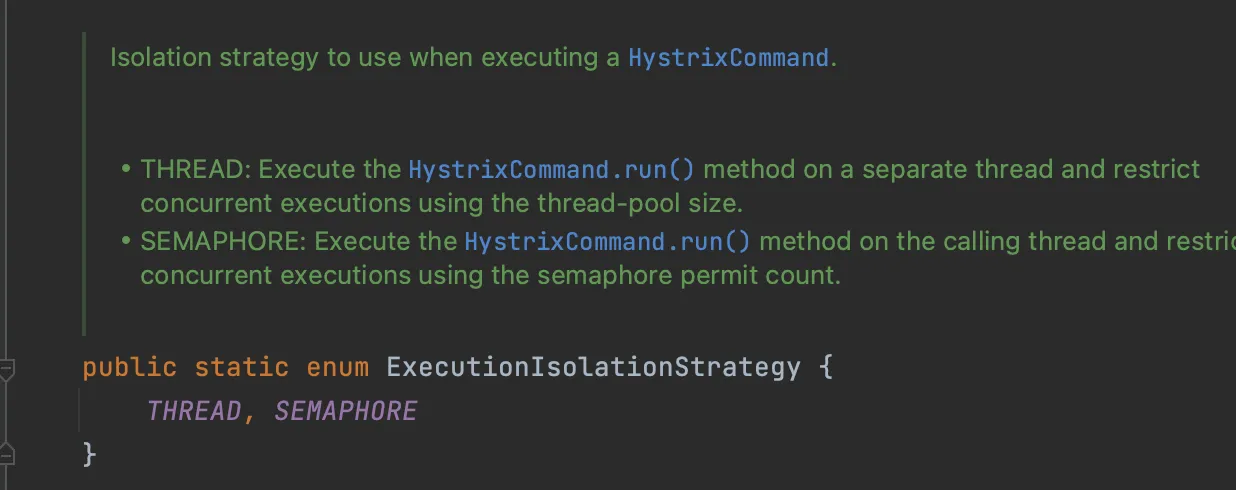 Isolation strategy to use when executing a HystrixCommand.
• THREAD: Execute the HystrixCommand.run() method on a separate thread and restrict
concurrent executions using the thread-pool size.
• SEMAPHORE: Execute the HystrixCommand.run() method on the calling thread and restric
concurrent executions using the semaphore permit count.
public static enum ExecutionIsolationStrategy {
THREAD, SEMAPHORE
}